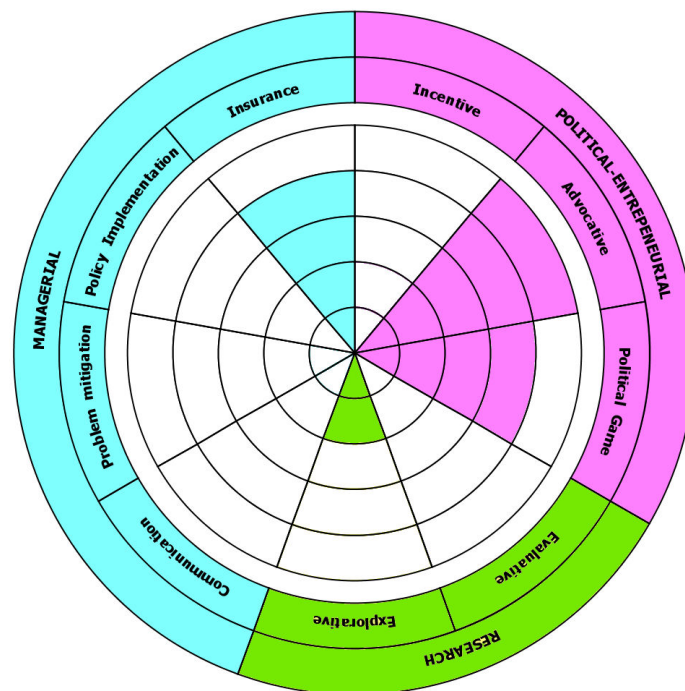 MANAGERIAL
POLITICAL-ENTREPENEURIAL
RESEARCH
Insurance
Incentive
Advocative
Political Game
Evaluative
Explorative
Communication
Problem mitigation
Policy Implementation